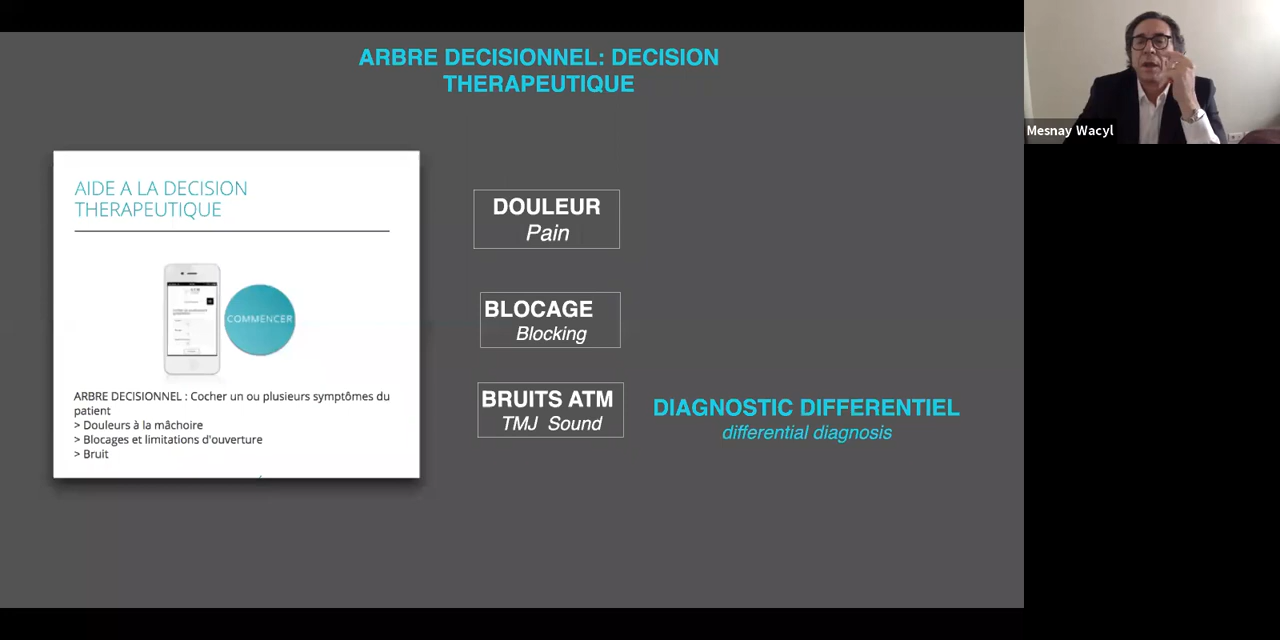 ARBRE DECISIONNEL: DECISION
THERAPEUTIQUE
Mesnay Wacyl
AIDE A LA DECISION
THERAPEUTIQUE
COMMENCER
ARBRE DECISIONNEL : Cocher un ou plusieurs symptômes du
patient
> Douleurs à la mâchoire
> Blocages et limitations d'ouverture
> Bruit
DOULEUR
Pain
BLOCAGE
Blocking
BRUITS ATM
TMJ Sound
DIAGNOSTIC DIFFERENTIEL
differential diagnosis